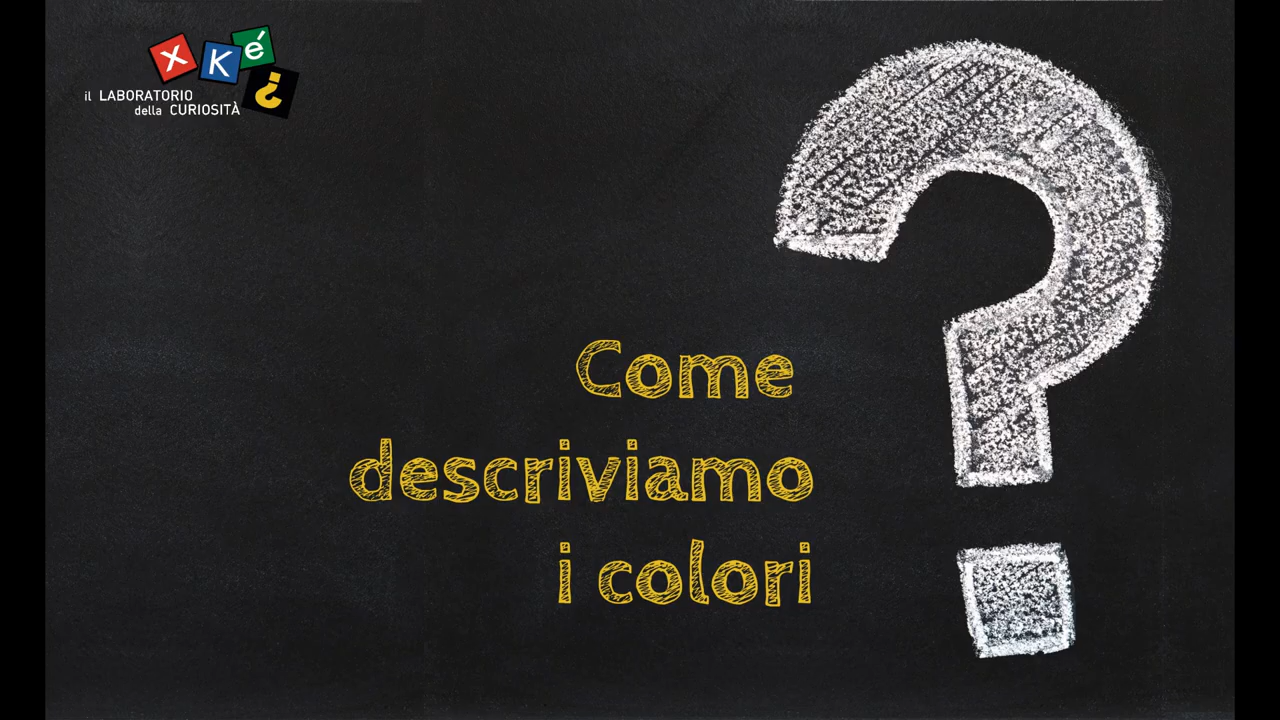 xKé¿
il LABORATORIO
della CURIOSITÀ
Come
descriviamo
i colori
?